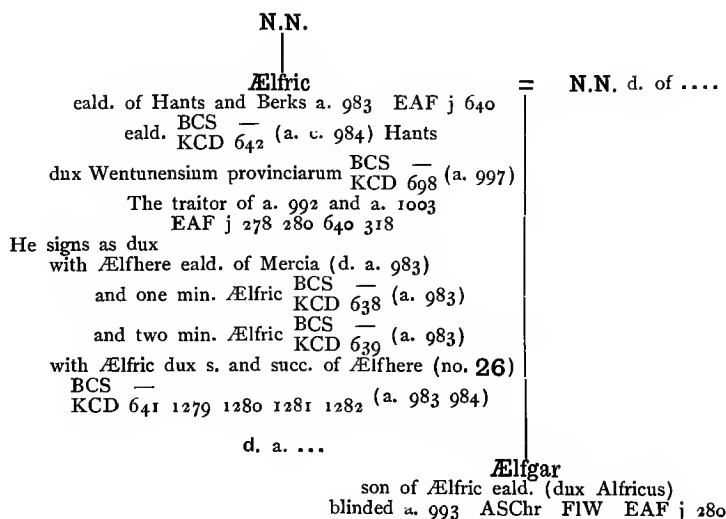 N.N.
Ælfric = N.N. d. of ....
eald. of Hants and Berks a. 983 EAF j 640
eald. BCS —
KCD 642 (a. c. 984) Hants
dux Wentunensium provinciarum BCS —
KCD 698 (a. 997)
The traitor of a. 992 and a. 1003
EAF j 278 280 640 318
He signs as dux
with Ælfhere eald. of Mercia (d. a. 983)
and one min. Ælfric BCS —
KCD 638 (a. 983)
and two min. Ælfric BCS —
KCD 639 (a. 983)
with Ælfric dux s. and succ. of Ælfhere (no. 26)
BCS —
KCD 641 1279 1280 1281 1282 (a. 983 984)
d. a. ...
Ælfgar
son of Ælfric eald. (dux Alfricus)
blinded a. 993 ASChr FlW EAF j 280